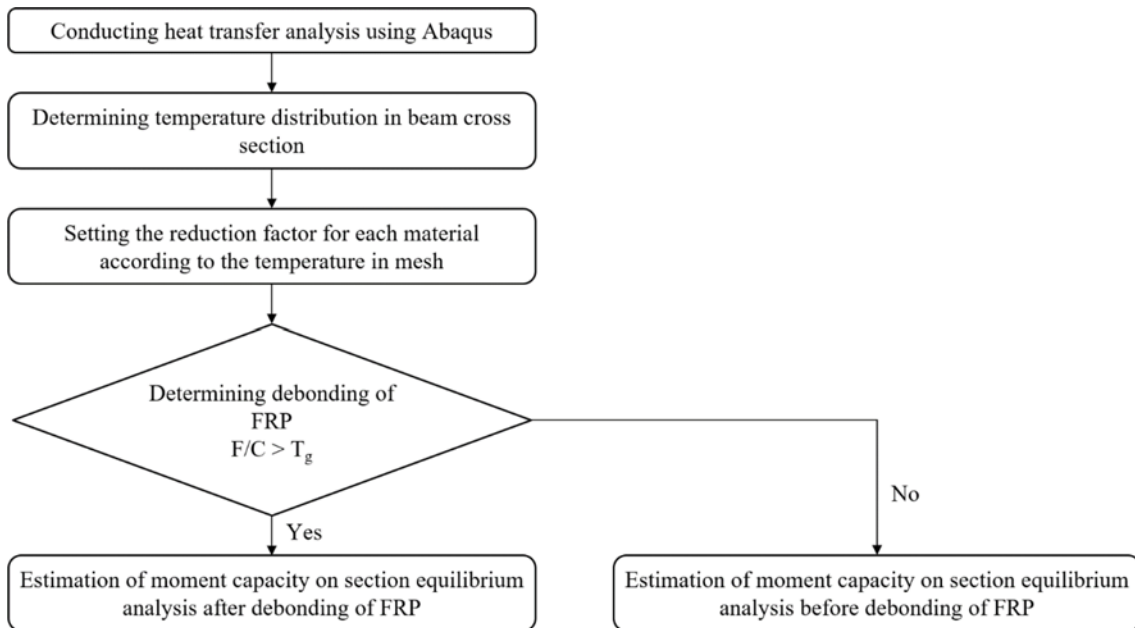 Conducting heat transfer analysis using Abaqus
Determining temperature distribution in beam cross
section
Setting the reduction factor for each material
according to the temperature in mesh
Determining debonding of
FRP
F/C > Tg
No
Yes
Estimation of moment capacity on section equilibrium
analysis after debonding of FRP
Estimation of moment capacity on section equilibrium
analysis before debonding of FRP